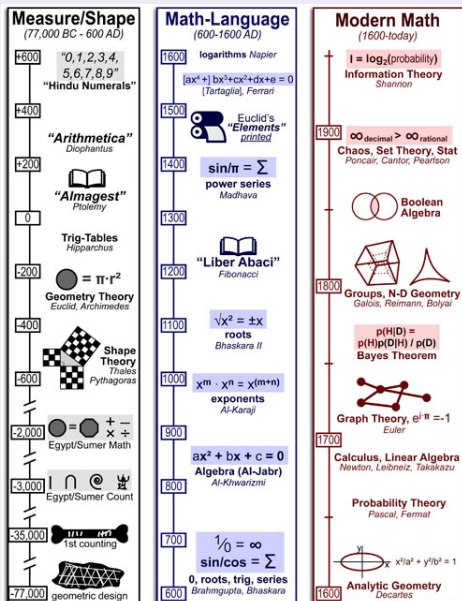 Measure/Shape
(77,000 BC - 600 AD)
+600
"0,1,2,3,4,
5,6,7,8,9"
"Hindu Numerals"
+400
"Arithmetica"
Diophantus
+200
"Almagest"
Ptolemy
0
Trig-Tables
Hipparchus
-200
= π·r²
Geometry Theory
Euclid, Archimedes
-400
Shape
Theory
Thales
Pythagoras
-600
-2,000
= + − × ÷
Egypt/Sumer Math
-3,000
Egypt/Sumer Count
-35,000
1st counting
-77,000
geometric design
Math-Language
(600-1600 AD)
1600
logarithms Napier
[ax⁴+] bx³+cx²+dx+e = 0
[Tartaglia], Ferrari
1500
Euclid's
"Elements"
printed
1400
sin/π = Σ
power series
Madhava
1300
"Liber Abaci"
Fibonacci
1200
1100
√x² = ±x
roots
Bhaskara II
1000
xᵐ · xⁿ = x⁽ᵐ⁺ⁿ⁾
exponents
Al-Karaji
900
ax² + bx + c = 0
Algebra (Al-Jabr)
Al-Khwarizmi
800
700
1/0 = ∞
sin/cos = Σ
0, roots, trig, series
Brahmgupta, Bhaskara
600
Modern Math
(1600-today)
I = log₂(probability)
Information Theory
Shannon
1900
∞decimal > ∞rational
Chaos, Set Theory, Stat
Poncair, Cantor, Pearlson
Boolean
Algebra
1800
Groups, N-D Geometry
Galois, Reimann, Bolyai
p(H|D) =
p(H)p(D|H) / p(D)
Bayes Theorem
Graph Theory, eⁱ·π = -1
Euler
1700
Calculus, Linear Algebra
Newton, Leibneiz, Takakazu
Probability Theory
Pascal, Fermat
y
x
x²/a² + y²/b² = 1
Analytic Geometry
Decartes
1600